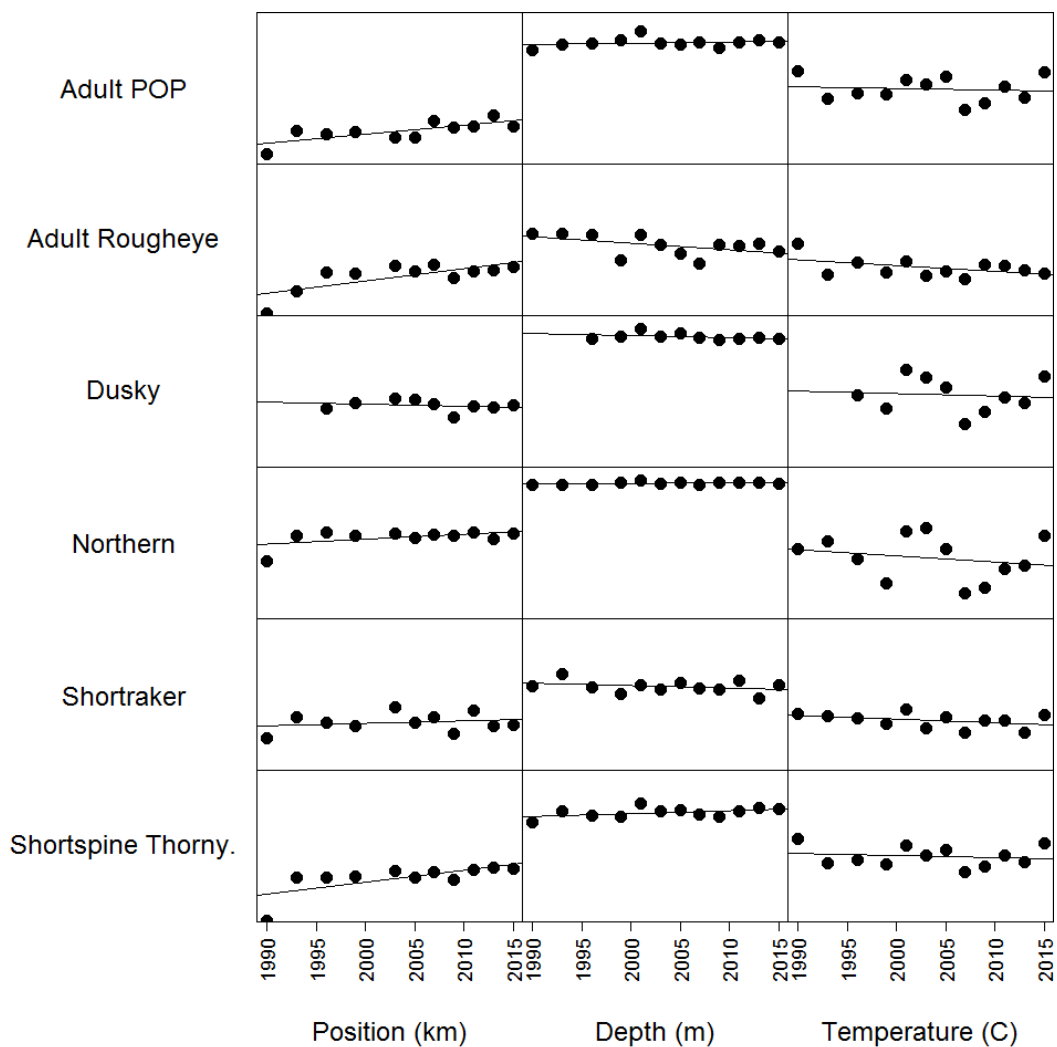 Adult POP
Adult Rougheye
Dusky
Northern
Shortraker
Shortspine Thorny.
1990 1995 2000 2005 2010 2015 1990 1995 2000 2005 2010 2015 1990 1995 2000 2005 2010 2015
Position (km) Depth (m) Temperature (C)